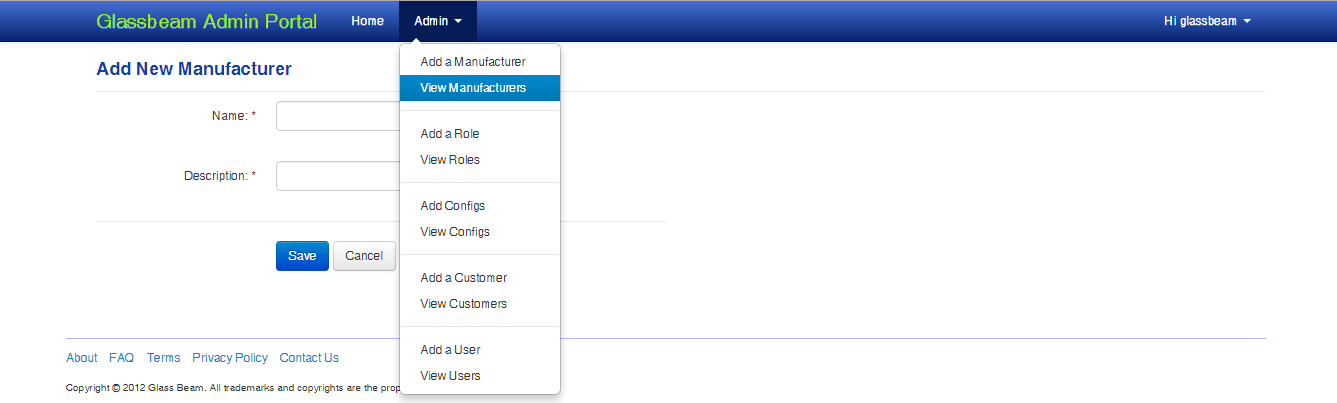 Glassbeam Admin Portal Home Admin Hi glassbeam
Add New Manufacturer
Name: *
Description: *
Save Cancel
Add a Manufacturer
View Manufacturers
Add a Role
View Roles
Add Configs
View Configs
Add a Customer
View Customers
Add a User
View Users
About FAQ Terms Privacy Policy Contact Us
Copyright © 2012 Glass Beam. All trademarks and copyrights are the